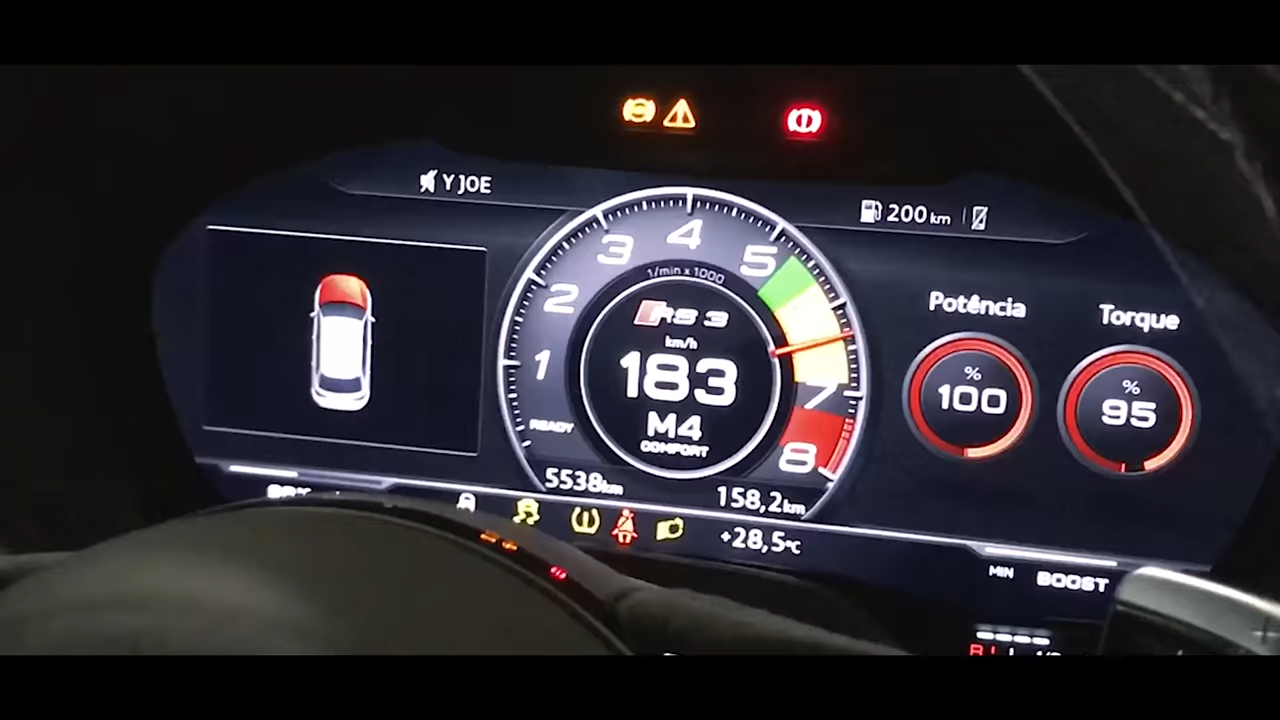 Y JOE
200 km
1 2 3 4 5 7 8
1/min x 1000
RS 3
km/h
183
M4
COMFORT
READY
5538km
158,2km
+28,5°C
Potência
%
100
Torque
%
95
MIN
BOOST